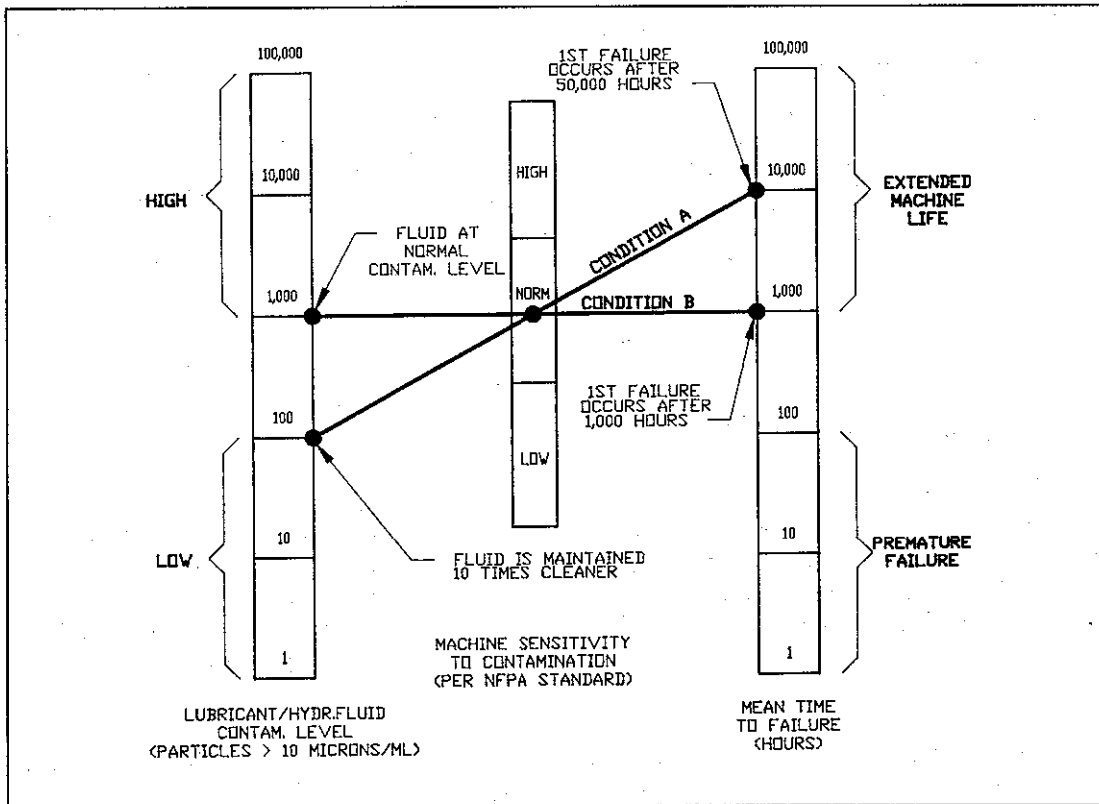 100,000
10,000
1,000
100
10
1
HIGH
LOW
LUBRICANT/HYDR.FLUID
CONTAM. LEVEL
(PARTICLES > 10 MICRONS/ML)
FLUID AT
NORMAL
CONTAM. LEVEL
FLUID IS MAINTAINED
10 TIMES CLEANER
HIGH
NORM
LOW
MACHINE SENSITIVITY
TO CONTAMINATION
(PER NFPA STANDARD)
CONDITION A
CONDITION B
1ST FAILURE
OCCURS AFTER
50,000 HOURS
1ST FAILURE
OCCURS AFTER
1,000 HOURS
100,000
10,000
1,000
100
10
1
EXTENDED
MACHINE
LIFE
PREMATURE
FAILURE
MEAN TIME
TO FAILURE
(HOURS)